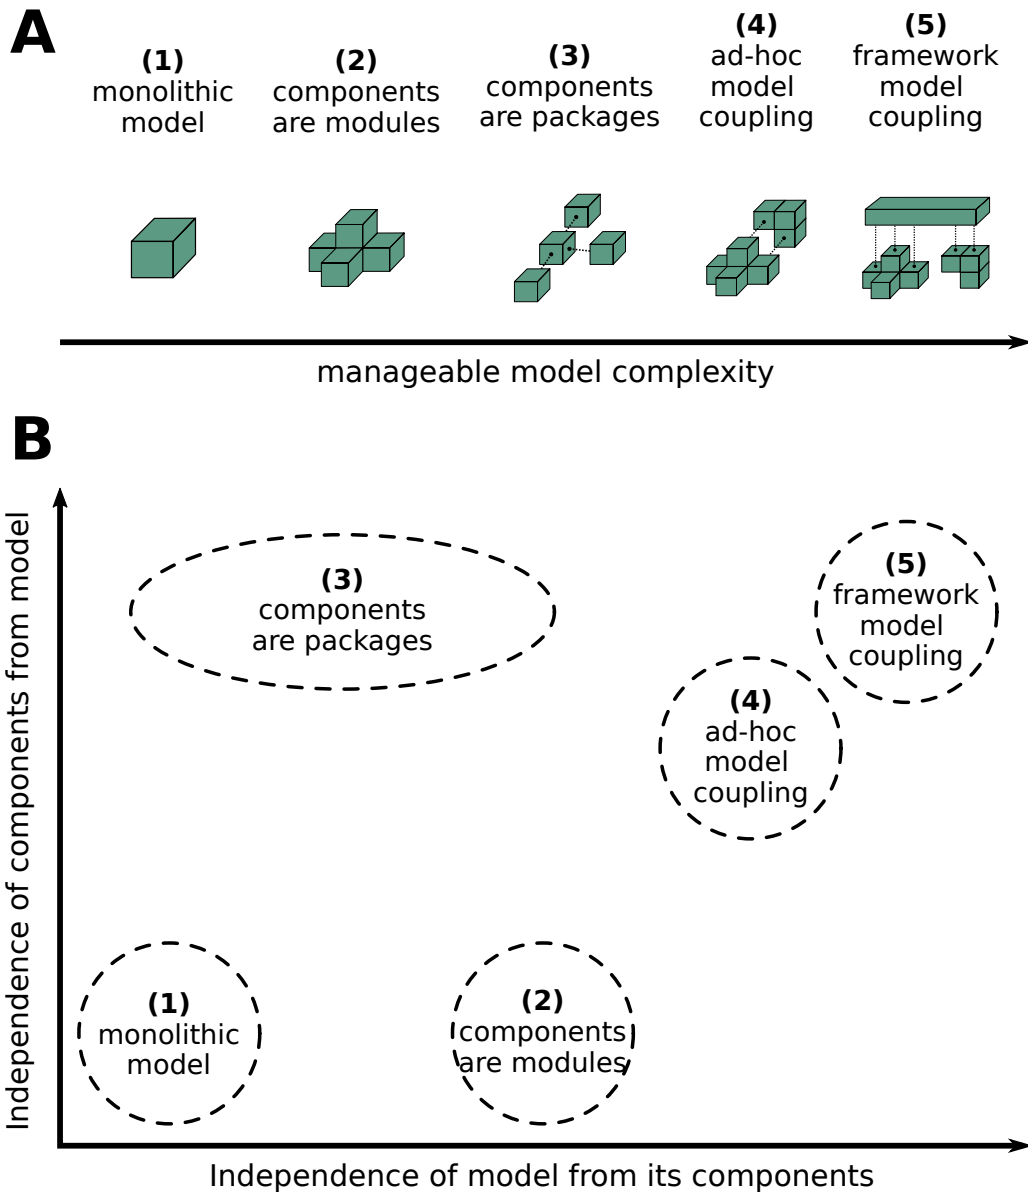 A
(1)
monolithic
model
(2)
components
are modules
(3)
components
are packages
(4)
ad-hoc
model
coupling
(5)
framework
model
coupling
manageable model complexity
B
Independence of components from model
(3)
components
are packages
(5)
framework
model
coupling
(4)
ad-hoc
model
coupling
(1)
monolithic
model
(2)
components
are modules
Independence of model from its components